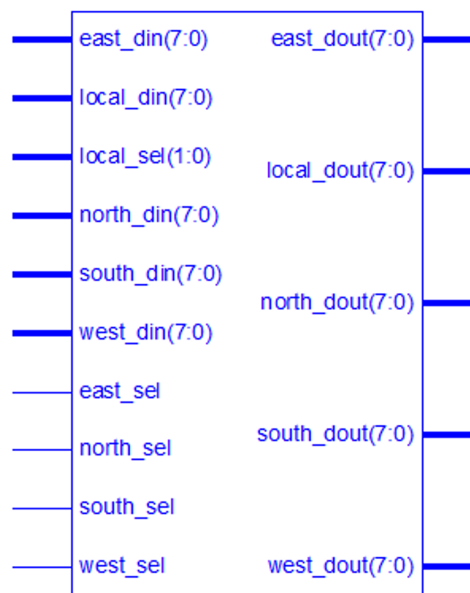 east_din(7:0)
east_dout(7:0)
local_din(7:0)
local_sel(1:0)
local_dout(7:0)
north_din(7:0)
south_din(7:0)
north_dout(7:0)
west_din(7:0)
east_sel
south_dout(7:0)
north_sel
south_sel
west_sel
west_dout(7:0)